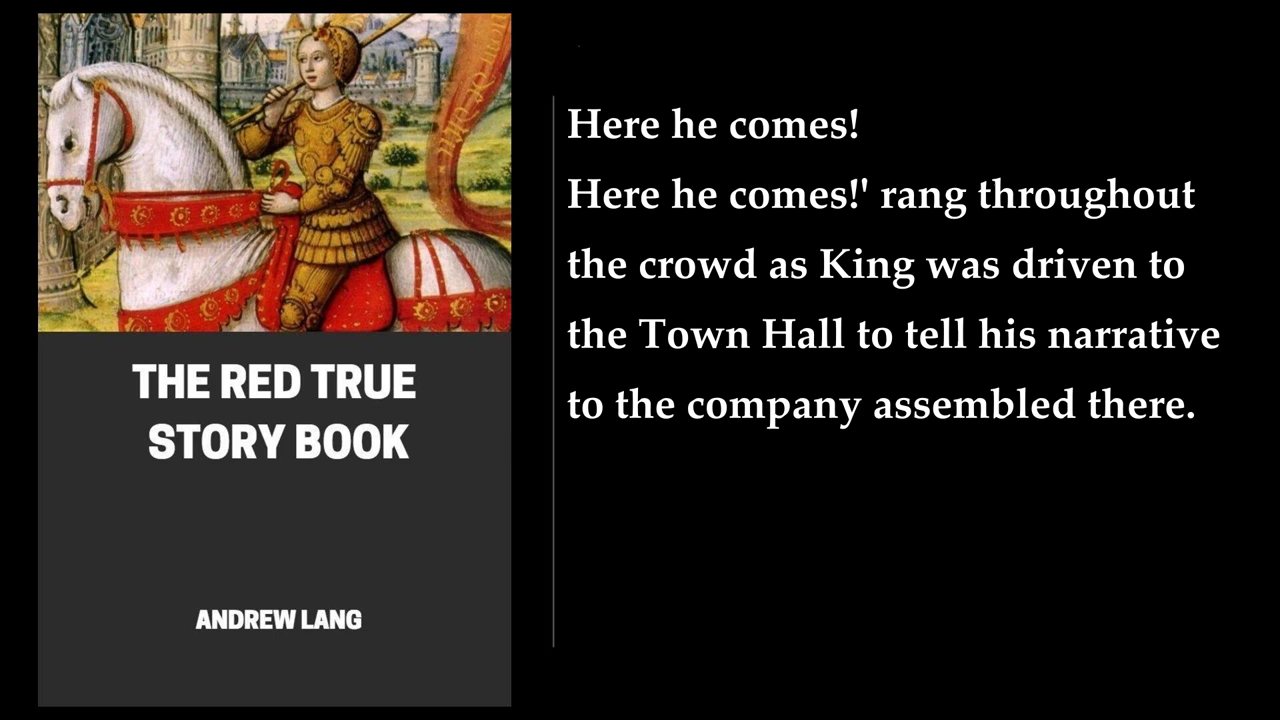 THE RED TRUE
STORY BOOK
ANDREW LANG
Here he comes!
Here he comes!' rang throughout
the crowd as King was driven to
the Town Hall to tell his narrative
to the company assembled there.